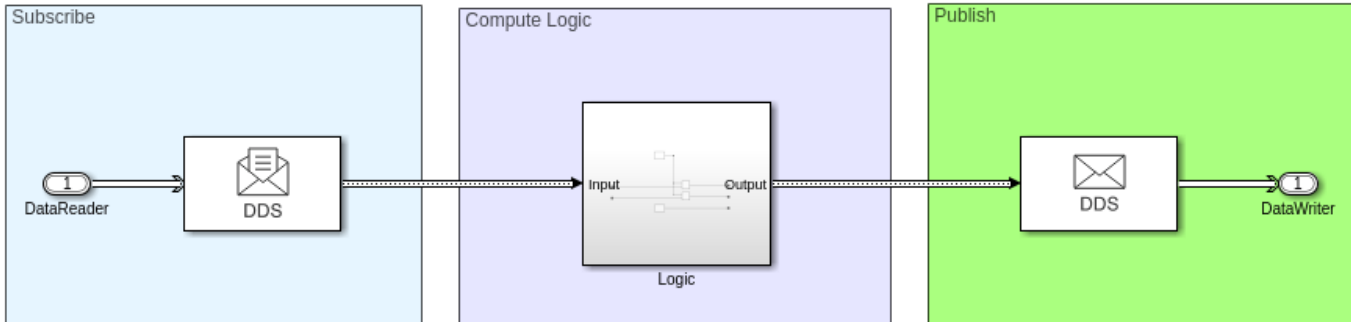 Subscribe
Compute Logic
Publish
1
DataReader
DDS
Input
Output
Logic
DDS
1
DataWriter